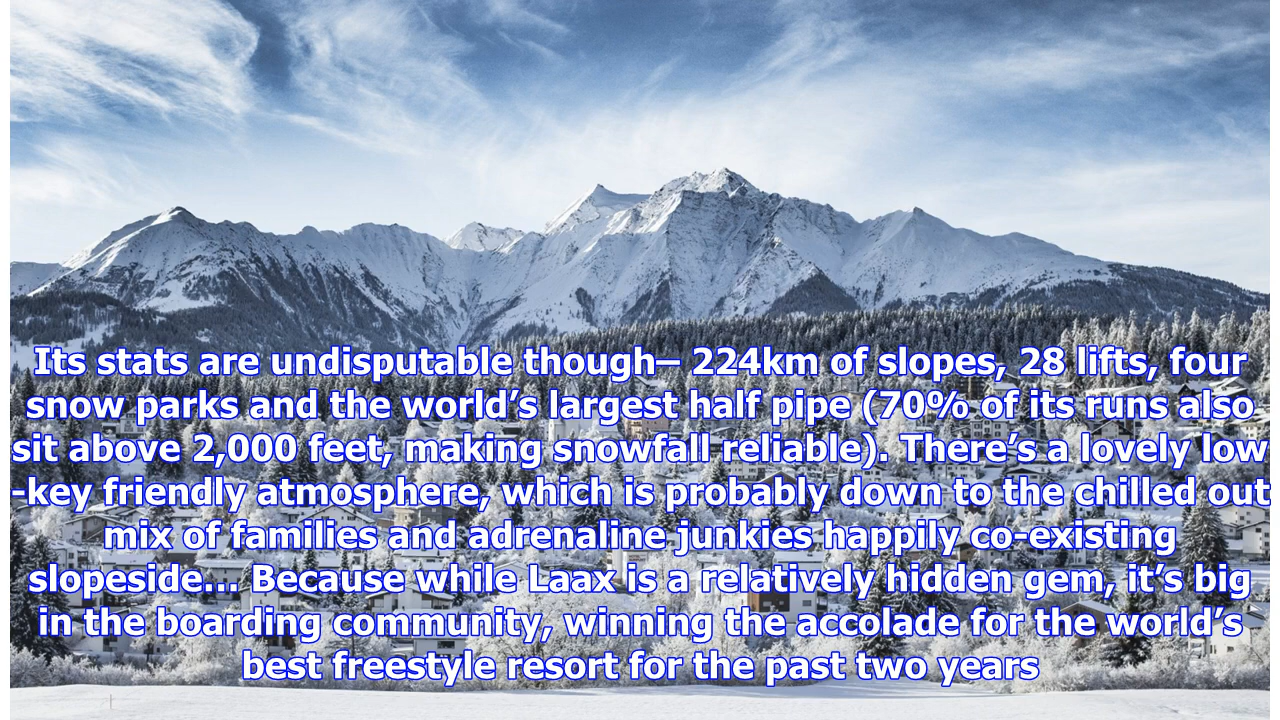 Its stats are undisputable though— 224km of slopes, 28 lifts, four
snow parks and the world’s largest half pipe (70% of its runs also
sit above 2,000 feet, making snowfall reliable). There’s a lovely low
-key friendly atmosphere, which is probably down to the chilled out
mix of families and adrenaline junkies happily co-existing
slopeside... Because while Laax is a relatively hidden gem, it’s big
in the boarding community, winning the accolade for the world’s
best freestyle resort for the past two years